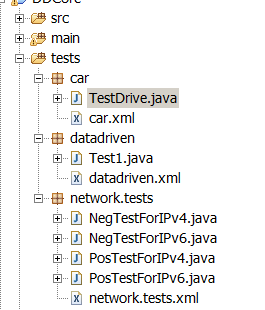 DDCore
src
main
tests
car
TestDrive.java
car.xml
datadriven
Test1.java
datadriven.xml
network.tests
NegTestForIPv4.java
NegTestForIPv6.java
PosTestForIPv4.java
PosTestForIPv6.java
network.tests.xml